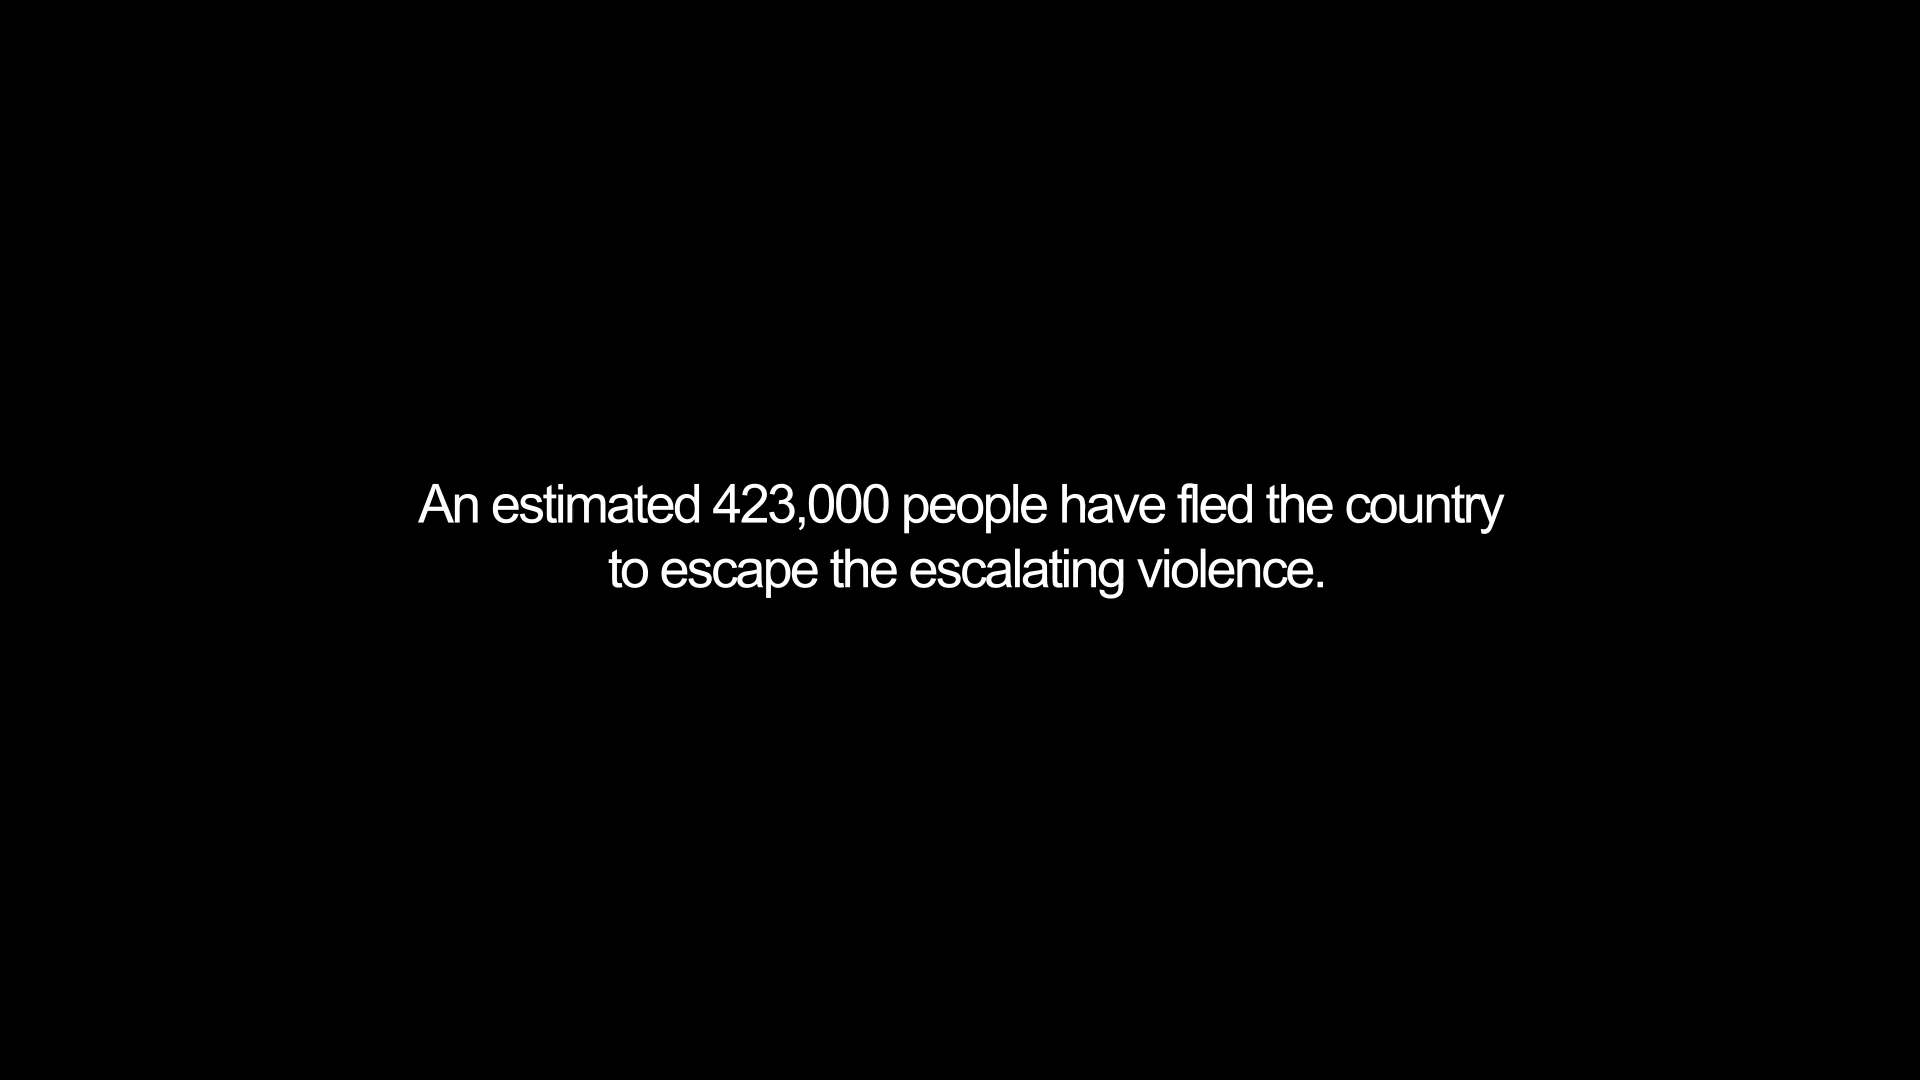 An estimated 423,000 people have fled the country
to escape the escalating violence.